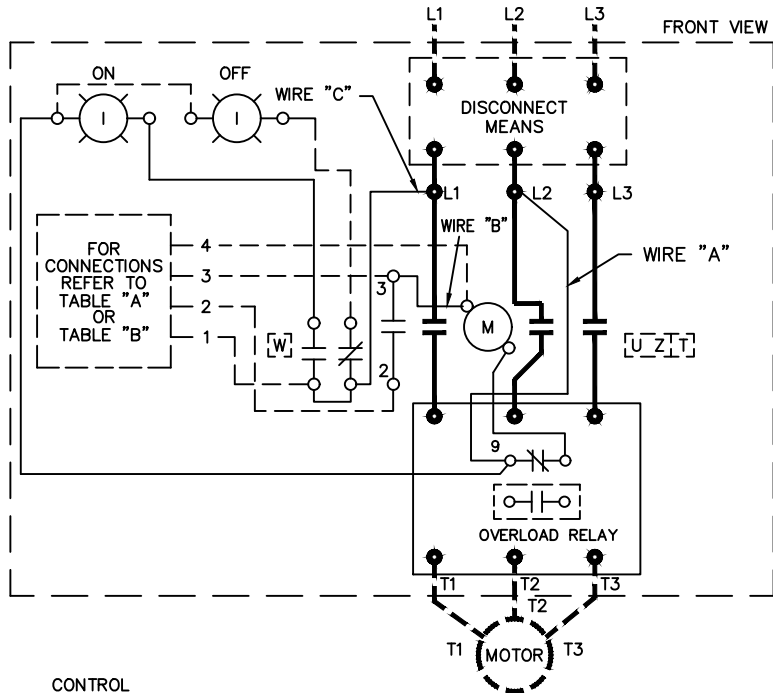 L1 L2 L3
FRONT VIEW
ON OFF
WIRE "C"
DISCONNECT
MEANS
I I
L1 L2 L3
WIRE "B"
WIRE "A"
FOR
CONNECTIONS
REFER TO
TABLE "A"
OR
TABLE "B"
4
3
2
1
3
M
W
U Z T
2
9
OVERLOAD RELAY
T1 T2 T3
T2
T1 MOTOR T3
CONTROL